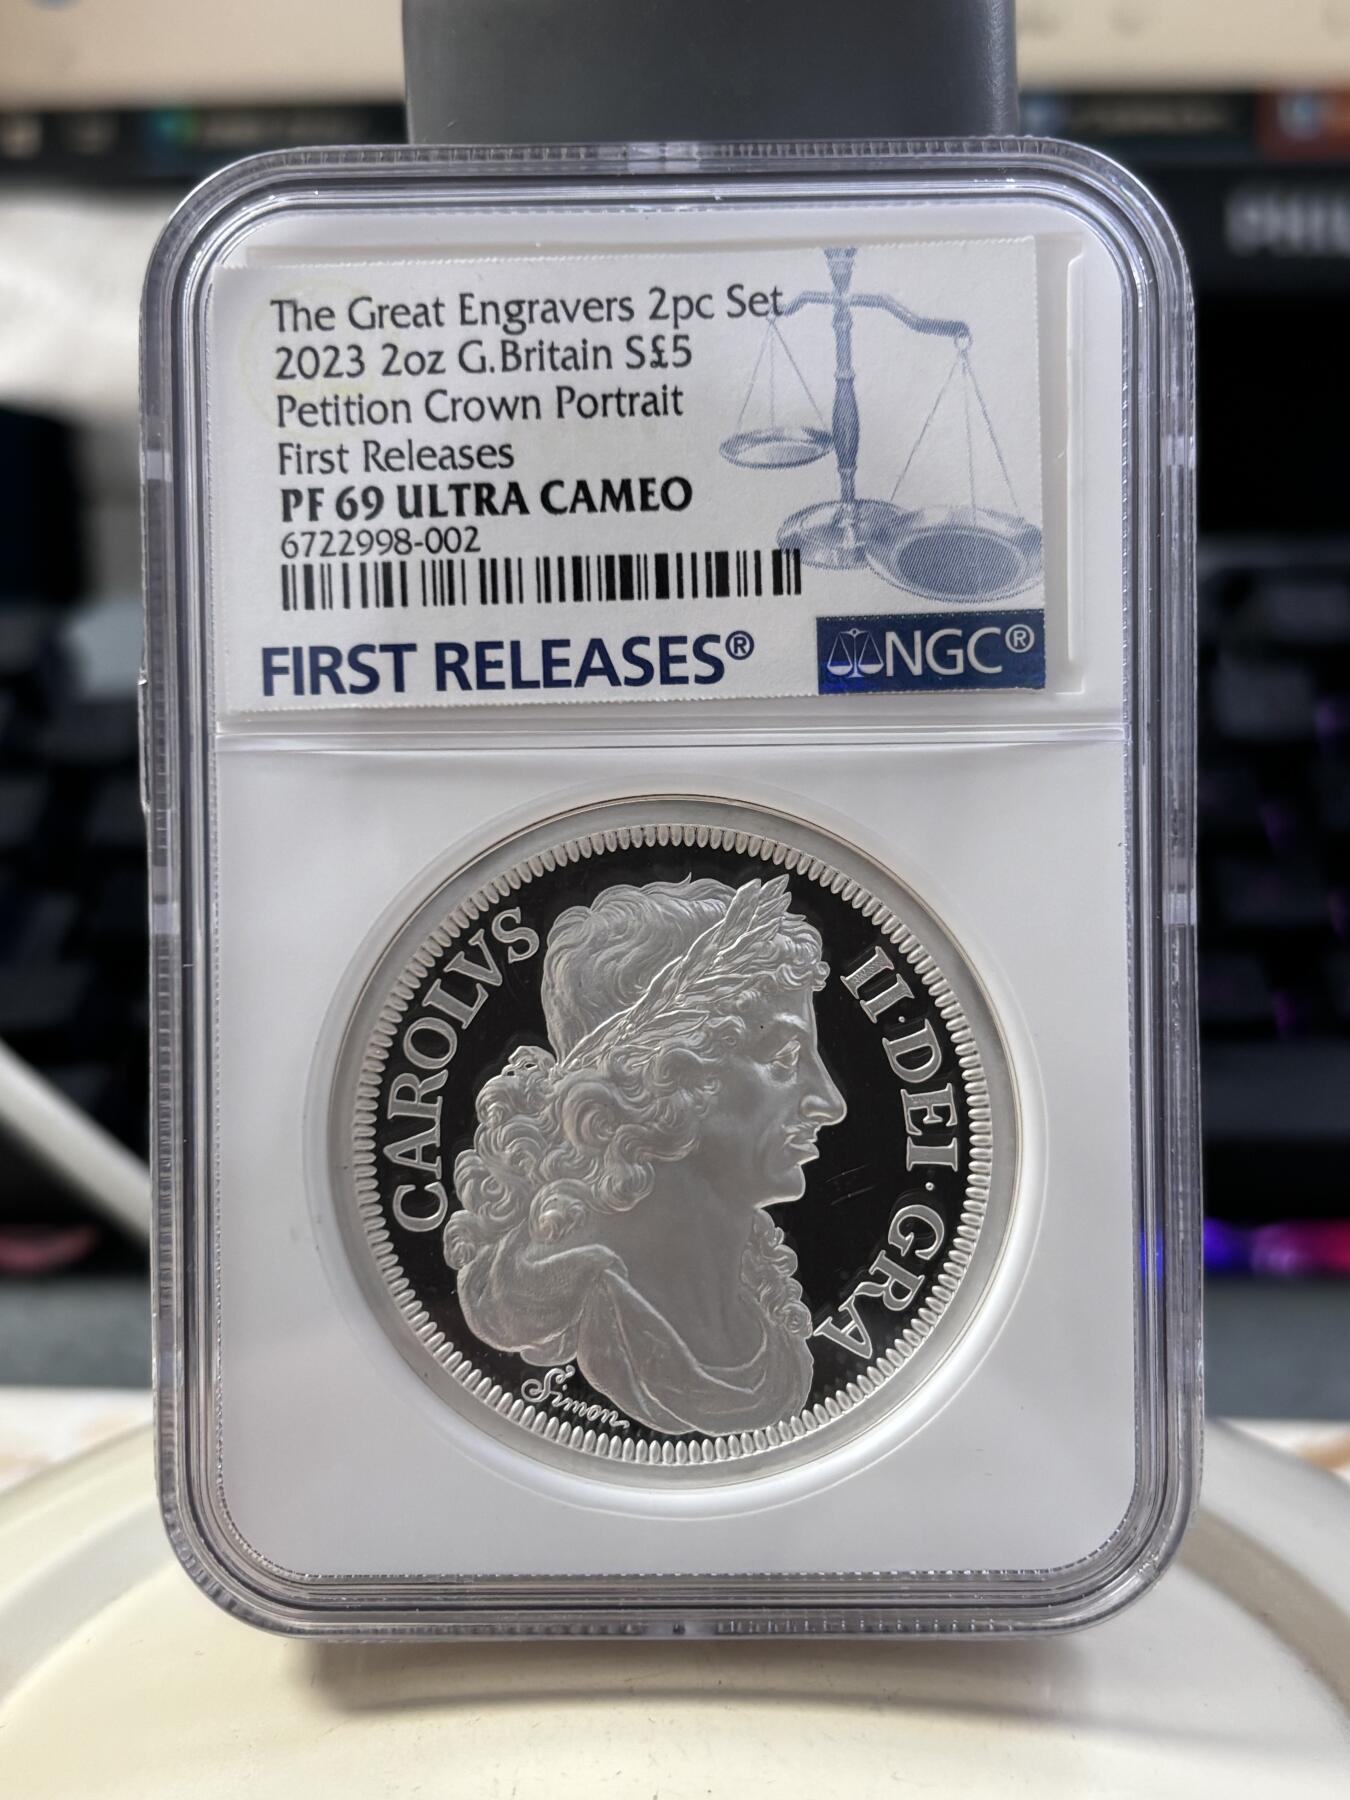 The Great Engravers 2pc Set
2023 2oz G.Britain S£5
Petition Crown Portrait
First Releases
PF 69 ULTRA CAMEO
6722998-002
FIRST RELEASES®
NGC®
CAROLVS II·DEI·GRA
Simon